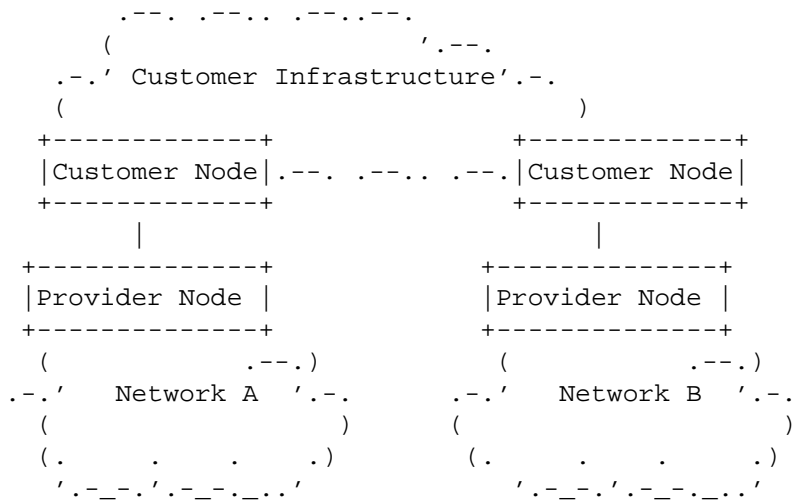 Customer Infrastructure
Customer Node Customer Node
Provider Node Provider Node
Network A Network B